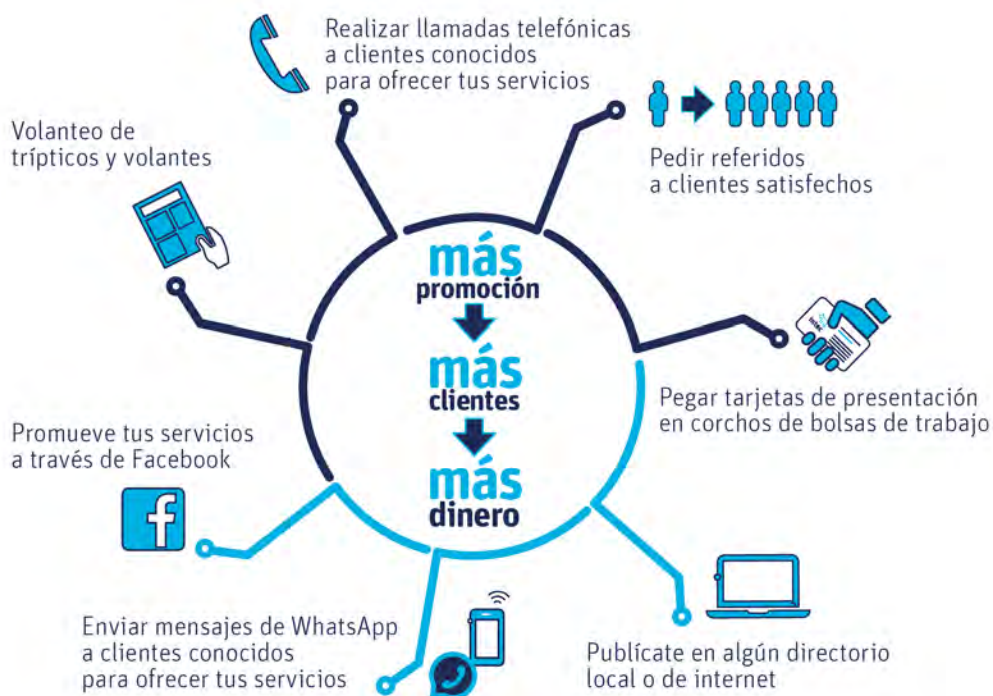 Realizar llamadas telefónicas
a clientes conocidos
para ofrecer tus servicios
Pedir referidos
a clientes satisfechos
Volanteo de
trípticos y volantes
más
promoción
más
clientes
más
dinero
intec
Pegar tarjetas de presentación
en corchos de bolsas de trabajo
Promueve tus servicios
a través de Facebook
f
Enviar mensajes de WhatsApp
a clientes conocidos
para ofrecer tus servicios
Publícate en algún directorio
local o de internet